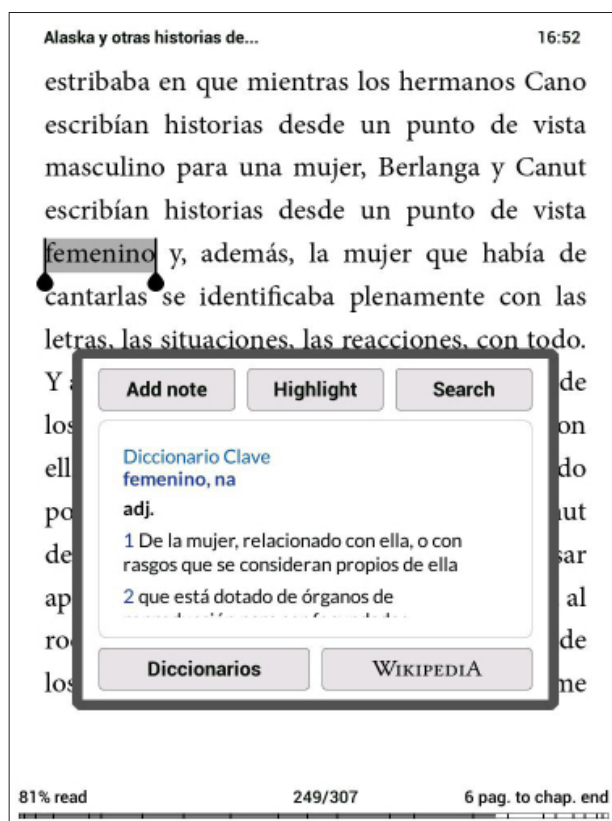 Alaska y otras historias de... 16:52
estribaba en que mientras los hermanos Cano
escribían historias desde un punto de vista
masculino para una mujer, Berlanga y Canut
escribían historias desde un punto de vista
femenino y, además, la mujer que había de
cantarlas se identificaba plenamente con las
letras, las situaciones, las reacciones, con todo.
Y de
Add note Highlight Search
los
Diccionario Clave
femenino, na
adj.
1 De la mujer, relacionado con ella, o con
rasgos que se consideran propios de ella
2 que está dotado de órganos de
al
de
Diccionarios WIKIPEDIA
los
81% read 249/307 6 pag. to chap. end